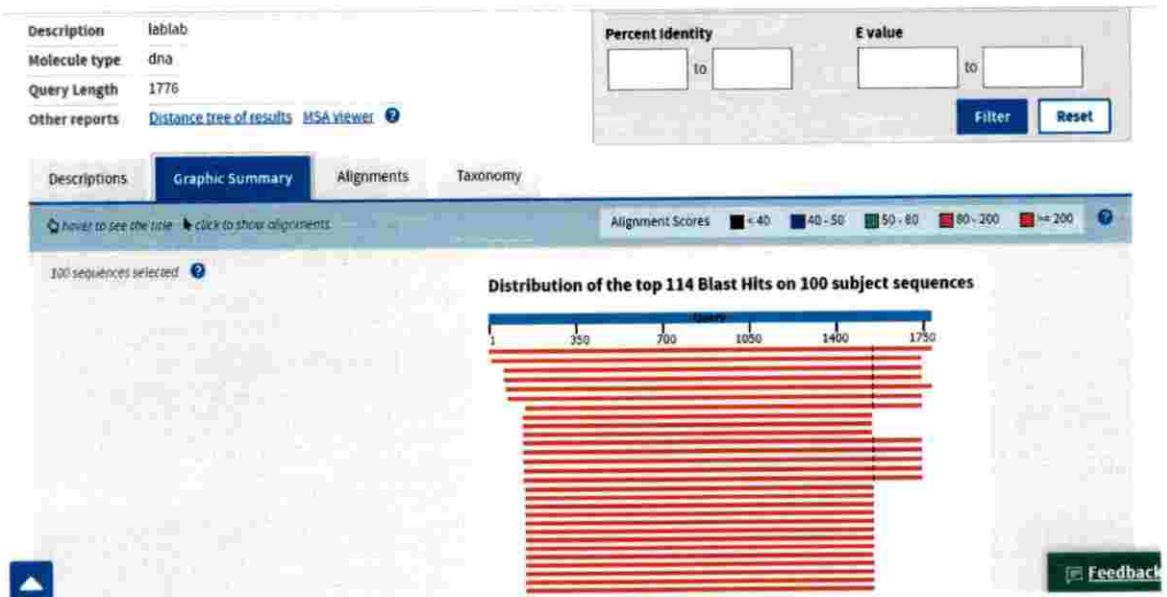 Description lablab
Molecule type dna
Query Length 1776
Other reports Distance tree of results MSA viewer ?
Percent Identity E value
to to
Filter Reset
Descriptions Graphic Summary Alignments Taxonomy
hover to see the title click to show alignments
Alignment Scores < 40 40 - 50 50 - 80 80 - 200 >= 200 ?
100 sequences selected ?
Distribution of the top 114 Blast Hits on 100 subject sequences
Query
1 350 700 1050 1400 1750
Feedback